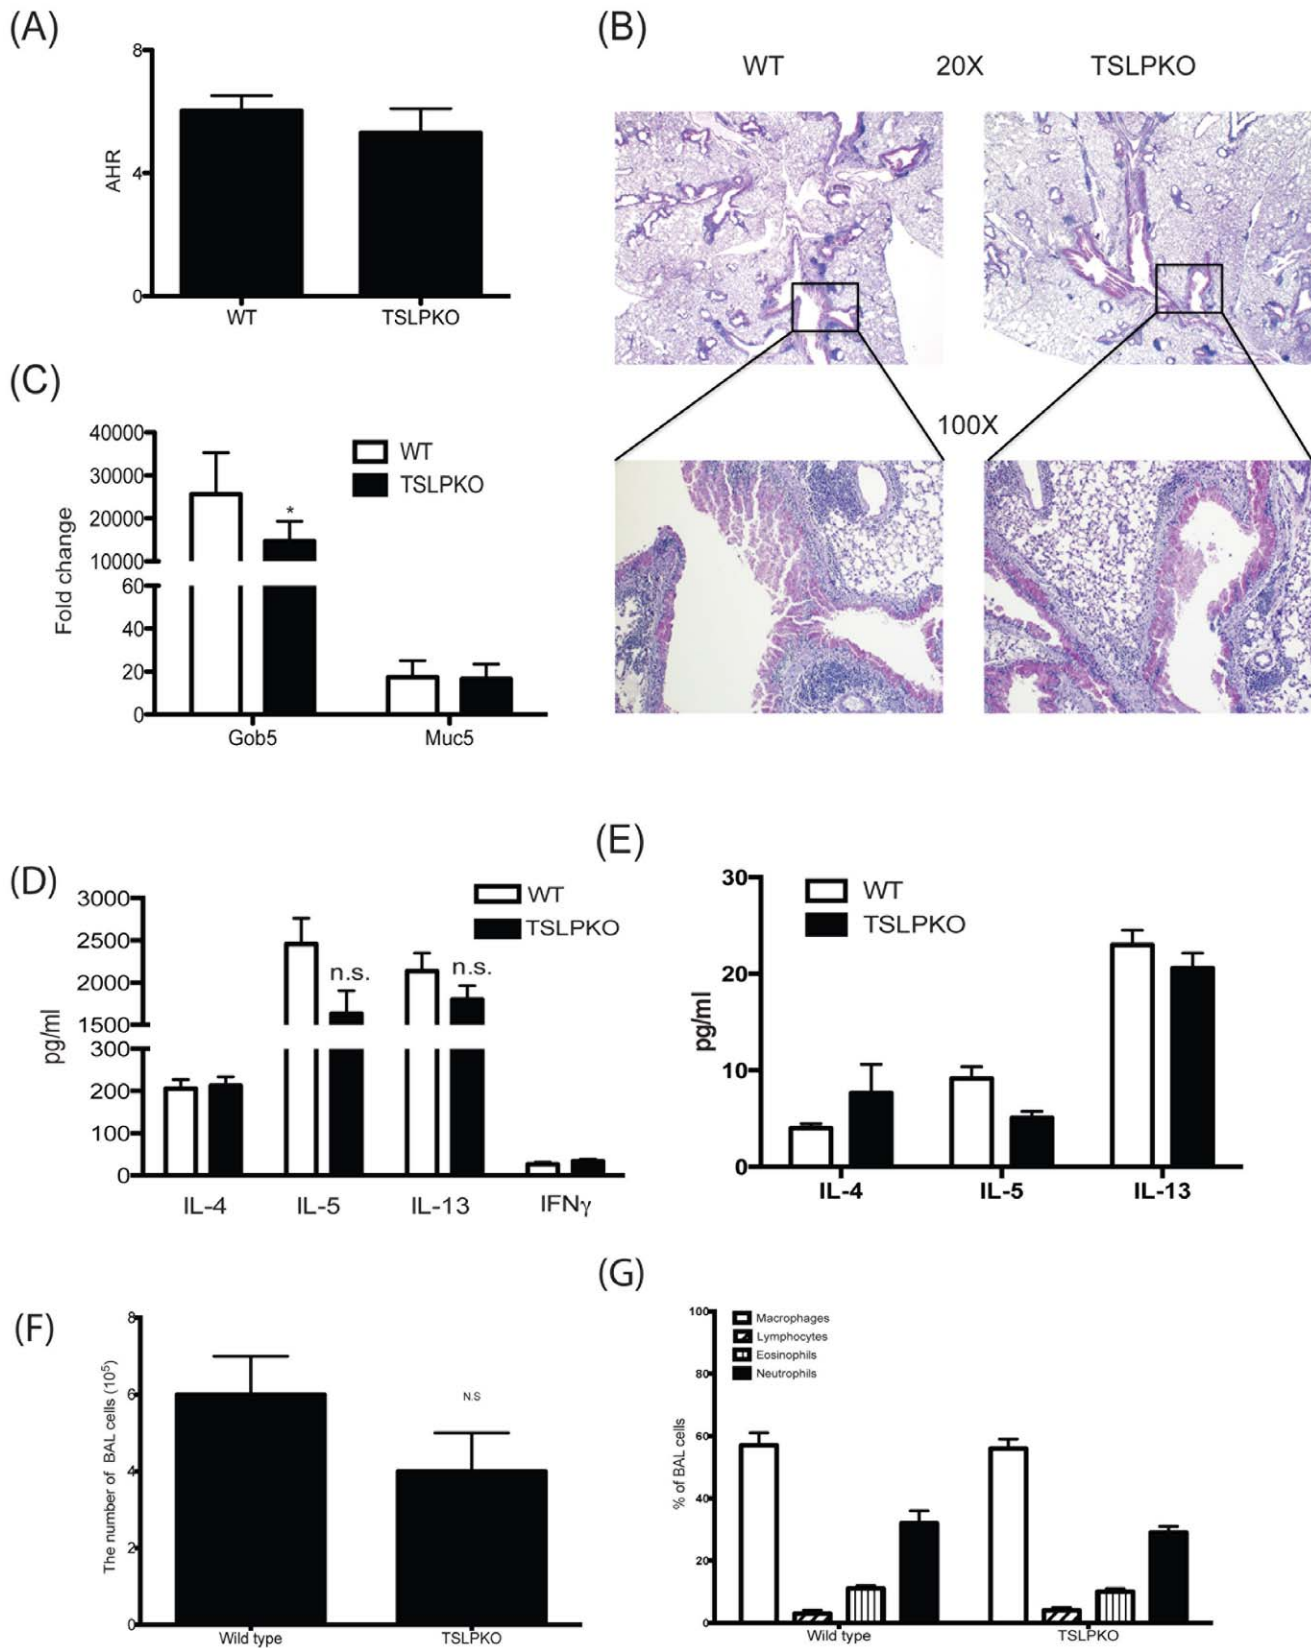 (A)
8
4
0
AHR
WT
TSLPKO
(B)
WT
20X
TSLPKO
100X
(C)
40000
30000
20000
10000
60
40
20
0
Fold change
WT
TSLPKO
*
Gob5
Muc5
(D)
3000
2500
2000
1500
300
200
100
0
pg/ml
WT
TSLPKO
n.s.
n.s.
IL-4
IL-5
IL-13
IFNγ
(E)
30
20
10
0
pg/ml
WT
TSLPKO
IL-4
IL-5
IL-13
(F)
8
6
4
2
0
The number of BAL cells (10⁵)
N.S
Wild type
TSLPKO
(G)
100
80
60
40
20
0
% of BAL cells
Macrophages
Lymphocytes
Eosinophils
Neutrophils
Wild type
TSLPKO